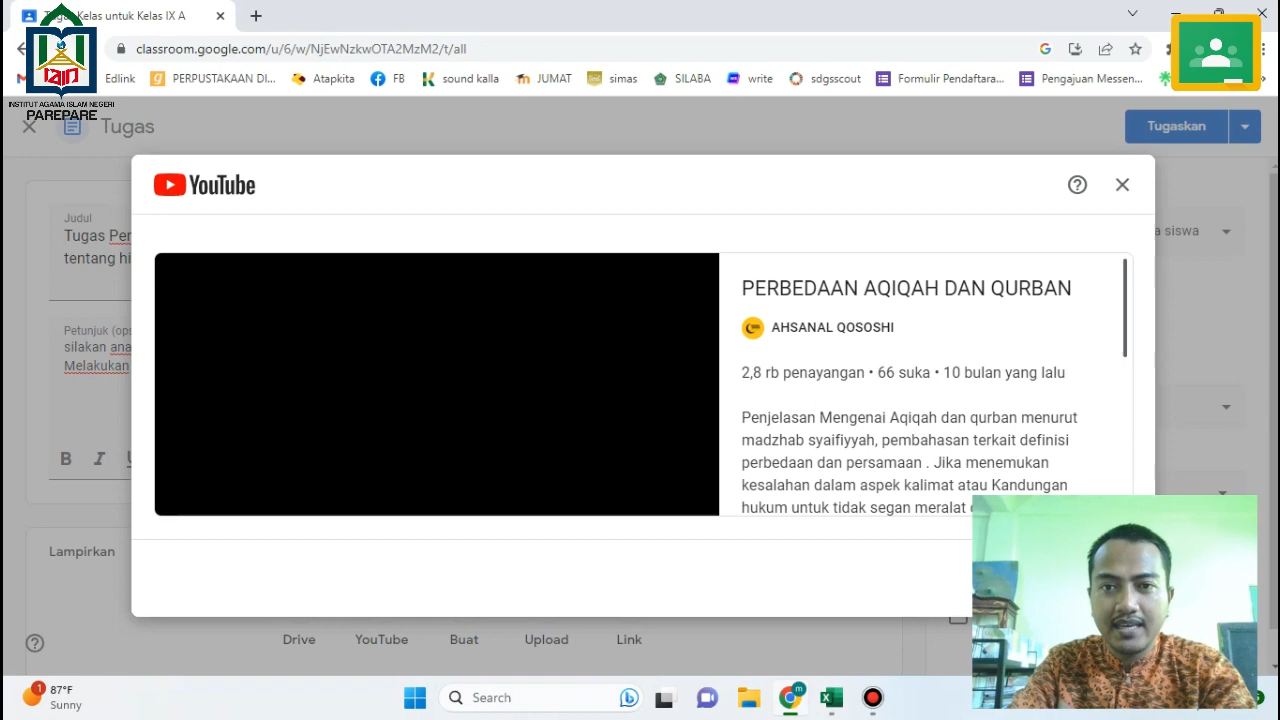 Tugas Kelas untuk Kelas IX A
classroom.google.com/u/6/w/NjEwNzkwOTA2MzM2/t/all
Edlink
PERPUSTAKAAN DI...
Atapkita
FB
sound kalla
JUMAT
simas
SILABA
write
sdgsscout
Formulir Pendaftara...
Pengajuan Messen...
iain
INSTITUT AGAMA ISLAM NEGERI
PAREPARE
Tugas
Tugaskan
YouTube
Judul
Tugas Per
tentang hi
a siswa
PERBEDAAN AQIQAH DAN QURBAN
AHSANAL QOSOSHI
2,8 rb penayangan • 66 suka • 10 bulan yang lalu
Penjelasan Mengenai Aqiqah dan qurban menurut
madzhab syaifiyyah, pembahasan terkait definisi
perbedaan dan persamaan . Jika menemukan
kesalahan dalam aspek kalimat atau Kandungan
hukum untuk tidak segan meralat
Petunjuk (ops
silakan ana
Melakukan
B I U
Lampirkan
Drive
YouTube
Buat
Upload
Link
1
87°F
Sunny
Search